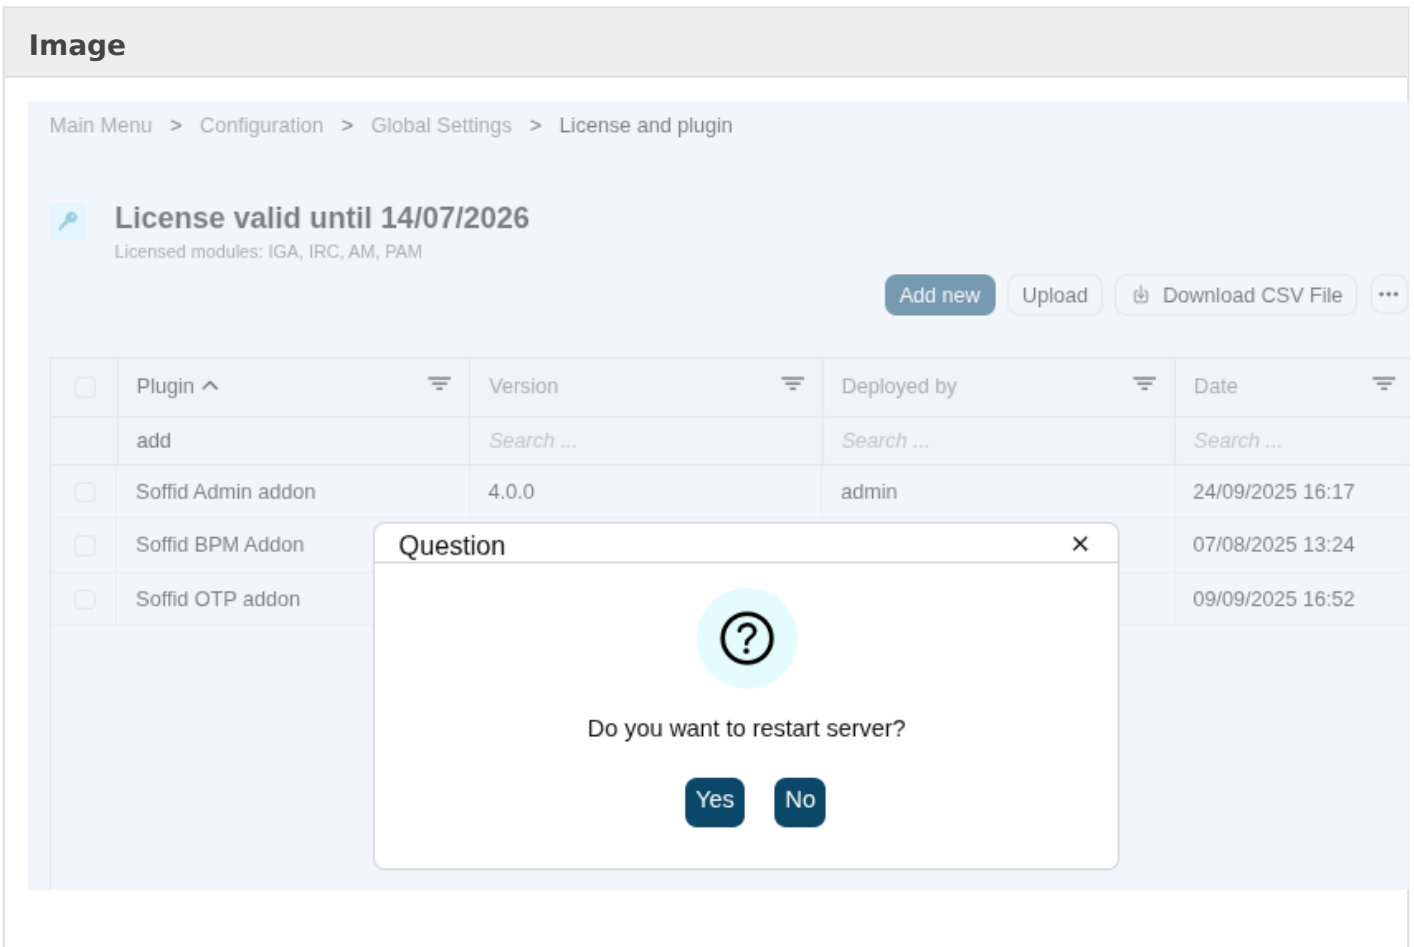 Image
Main Menu > Configuration > Global Settings > License and plugin
License valid until 14/07/2026
Licensed modules: IGA, IRC, AM, PAM
Add new Upload Download CSV File ···
Plugin Version Deployed by Date
add Search ... Search ... Search ...
Soffid Admin addon 4.0.0 admin 24/09/2025 16:17
Soffid BPM Addon 07/08/2025 13:24
Soffid OTP addon 09/09/2025 16:52
Question ×
?
Do you want to restart server?
Yes No